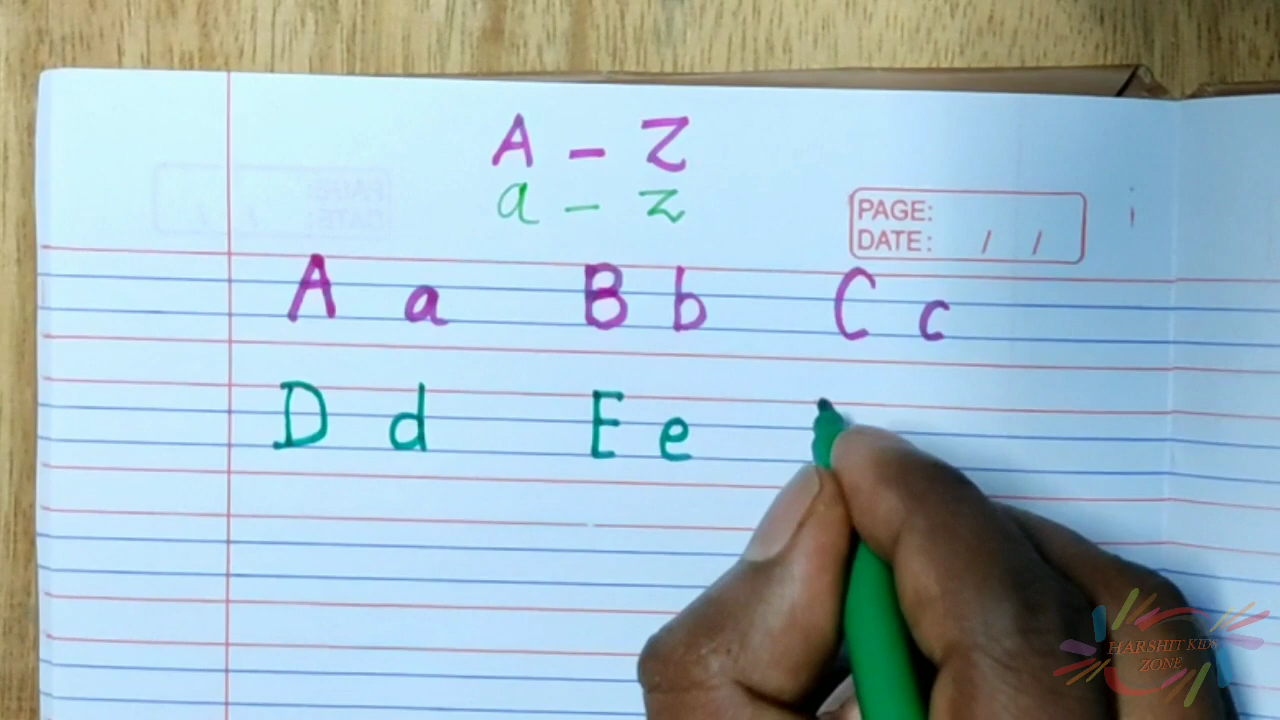 A - Z
a - z
PAGE:
DATE: / /
A a B b C c
D d E e
HARSHIT KIDS
ZONE